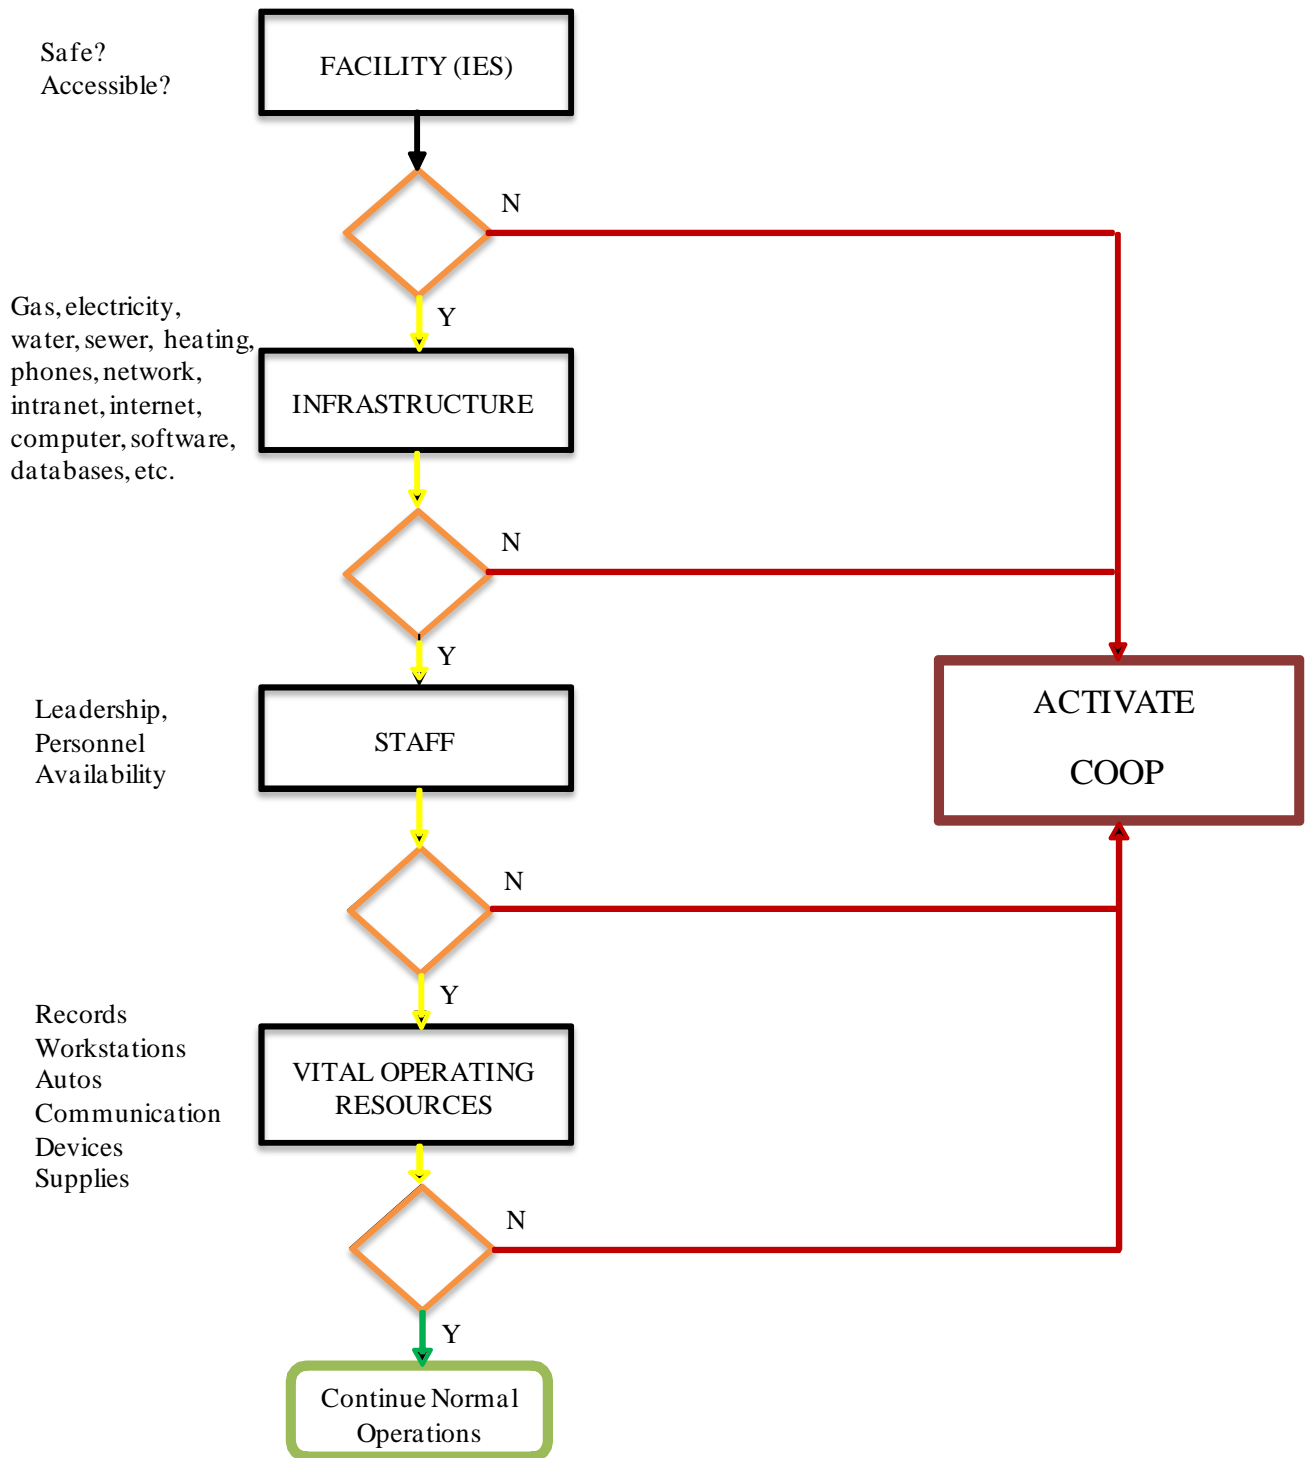 Safe?
Accessible?
FACILITY (IES)
N
Y
Gas, electricity,
water, sewer, heating,
phones, network,
intranet, internet,
computer, software,
databases, etc.
INFRASTRUCTURE
N
Y
Leadership,
Personnel
Availability
STAFF
ACTIVATE
COOP
N
Y
Records
Workstations
Autos
Communication
Devices
Supplies
VITAL OPERATING
RESOURCES
N
Y
Continue Normal
Operations